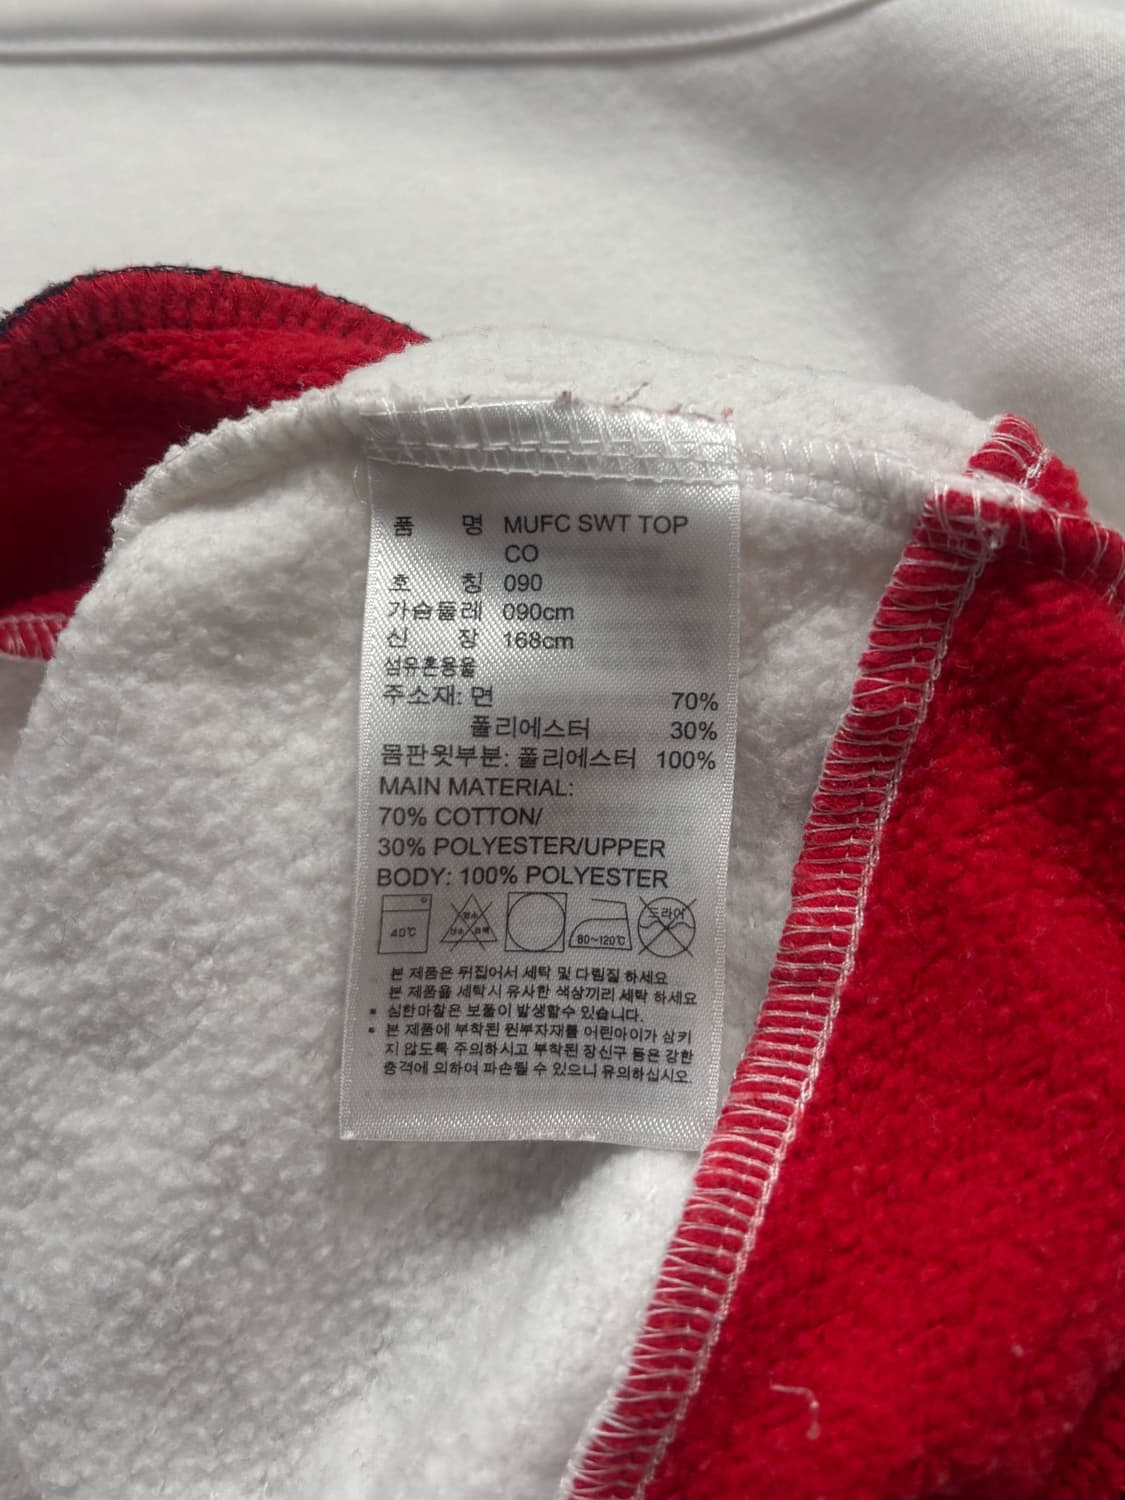 품 명 MUFC SWT TOP
CO
호 칭 090
가슴둘레 090cm
신 장 168cm
섬유혼용율
주소재: 면 70%
폴리에스터 30%
몸판윗부분: 폴리에스터 100%
MAIN MATERIAL:
70% COTTON/
30% POLYESTER/UPPER
BODY: 100% POLYESTER
40℃
염소
산소 표백
80~120℃
드라이
본 제품은 뒤집어서 세탁 및 다림질 하세요
본 제품을 세탁시 유사한 색상끼리 세탁 하세요
• 심한마찰은 보풀이 발생할수 있습니다.
• 본 제품에 부착된 원부자재를 어린아이가 삼키
지 않도록 주의하시고 부착된 장신구 등은 강한
충격에 의하여 파손될 수 있으니 유의하십시오.